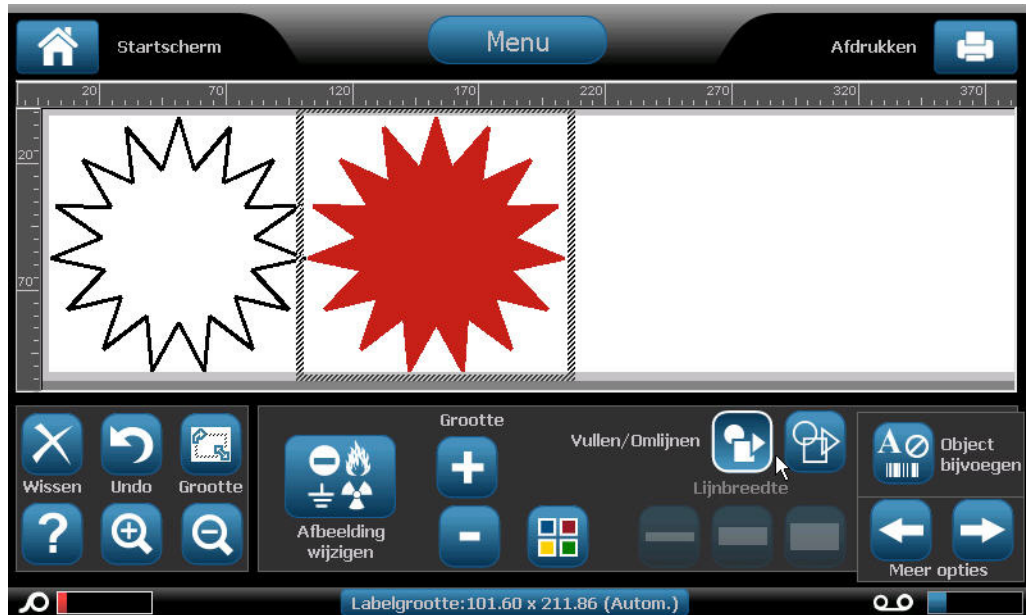 Startscherm
Menu
Afdrukken
20 70 120 170 220 270 320 370
20
70
Grootte
Vullen/Omlijnen
A
Object
bijvoegen
Wissen
Undo
Grootte
Lijnbreedte
?
Afbeelding
wijzigen
Meer opties
Labelgrootte:101.60 x 211.86 (Autom.)